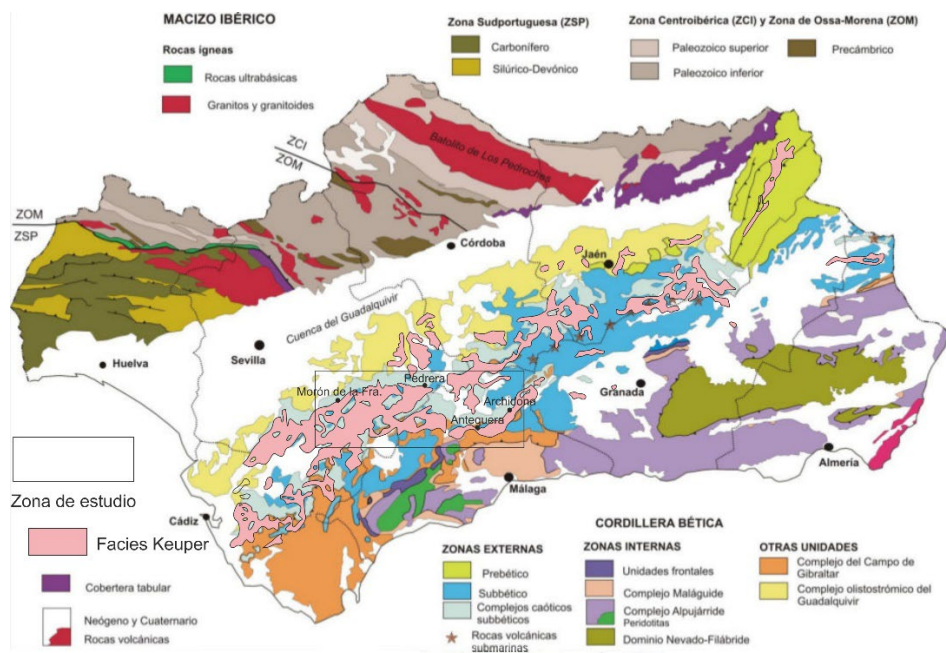 MACIZO IBÉRICO
Rocas ígneas
Rocas ultrabásicas
Granitos y granitoides
Zona Sudportuguesa (ZSP)
Carbonífero
Silúrico-Devónico
Zona Centroibérica (ZCI) y Zona de Ossa-Morena (ZOM)
Paleozoico superior
Precámbrico
Paleozoico inferior
ZCI
ZOM
Batolito de Los Pedroches
ZOM
ZSP
Córdoba
Jaén
Cuenca del Guadalquivir
Huelva
Sevilla
Pedrera
Morón de la Fra.
Granada
Archidona
Antequera
Almería
Málaga
Cádiz
Zona de estudio
Facies Keuper
Cobertera tabular
Neógeno y Cuaternario
Rocas volcánicas
CORDILLERA BÉTICA
ZONAS EXTERNAS
Prebético
Subbético
Complejos caóticos
subbéticos
Rocas volcánicas
submarinas
ZONAS INTERNAS
Unidades frontales
Complejo Maláguide
Complejo Alpujárride
Peridotitas
Dominio Nevado-Filábride
OTRAS UNIDADES
Complejo del Campo de
Gibraltar
Complejo olistostrómico del
Guadalquivir